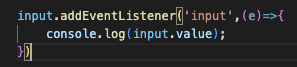 input.addEventListener('input',(e)=>{
    console.log(input.value);
})